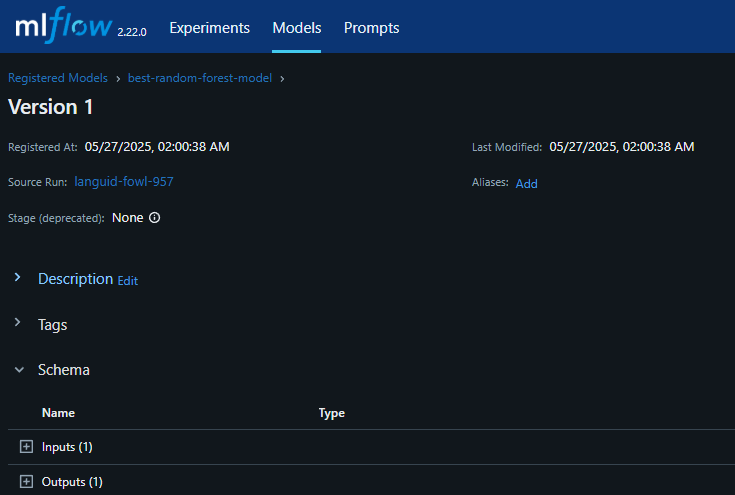 mlflow 2.22.0 Experiments Models Prompts
Registered Models > best-random-forest-model >
Version 1
Registered At: 05/27/2025, 02:00:38 AM Last Modified: 05/27/2025, 02:00:38 AM
Source Run: languid-fowl-957 Aliases: Add
Stage (deprecated): None
Description Edit
Tags
Schema
Name Type
Inputs (1)
Outputs (1)